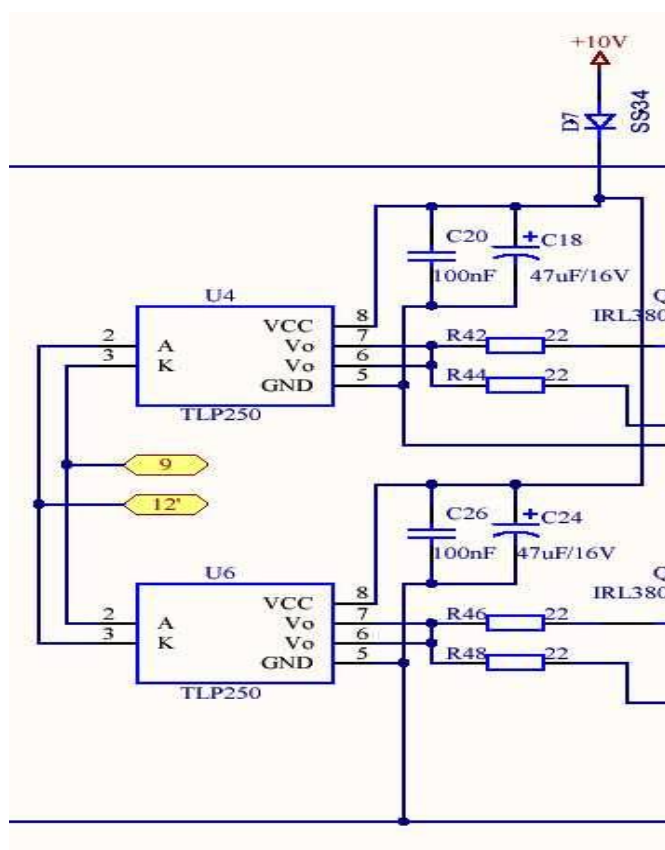 +10V
D7
SS34
C20
100nF
+
C18
47uF/16V
U4
2
3
A
K
VCC
Vo
Vo
GND
8
7
6
5
TLP250
R42
22
R44
22
Q
IRL380
9
12'
C26
100nF
+
C24
47uF/16V
U6
2
3
A
K
VCC
Vo
Vo
GND
8
7
6
5
TLP250
R46
22
R48
22
Q
IRL380